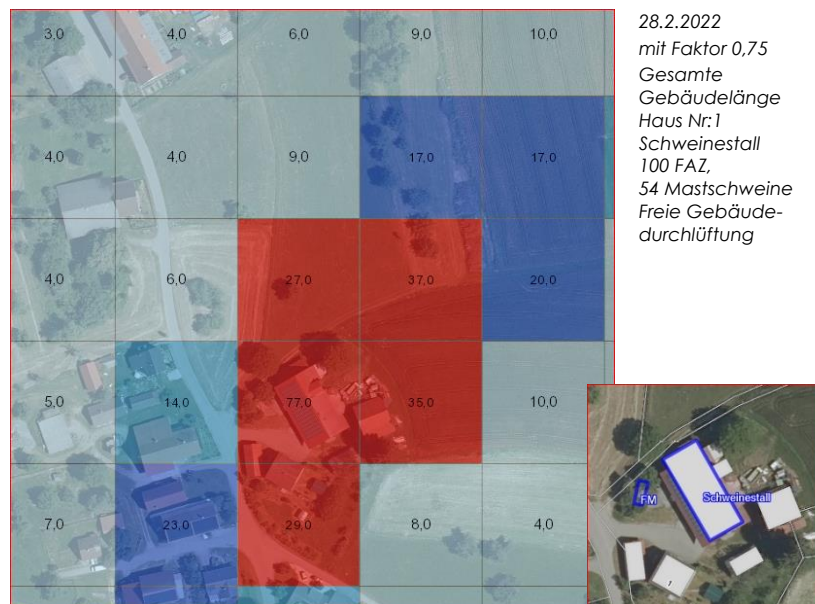 3,0 4,0 6,0 9,0 10,0
4,0 4,0 9,0 17,0 17,0
4,0 6,0 27,0 37,0 20,0
5,0 14,0 77,0 35,0 10,0
7,0 23,0 29,0 8,0 4,0
28.2.2022
mit Faktor 0,75
Gesamte
Gebäudelänge
Haus Nr:1
Schweinestall
100 FAZ,
54 Mastschweine
Freie Gebäude-
durchlüftung
FM Schweinestall
1